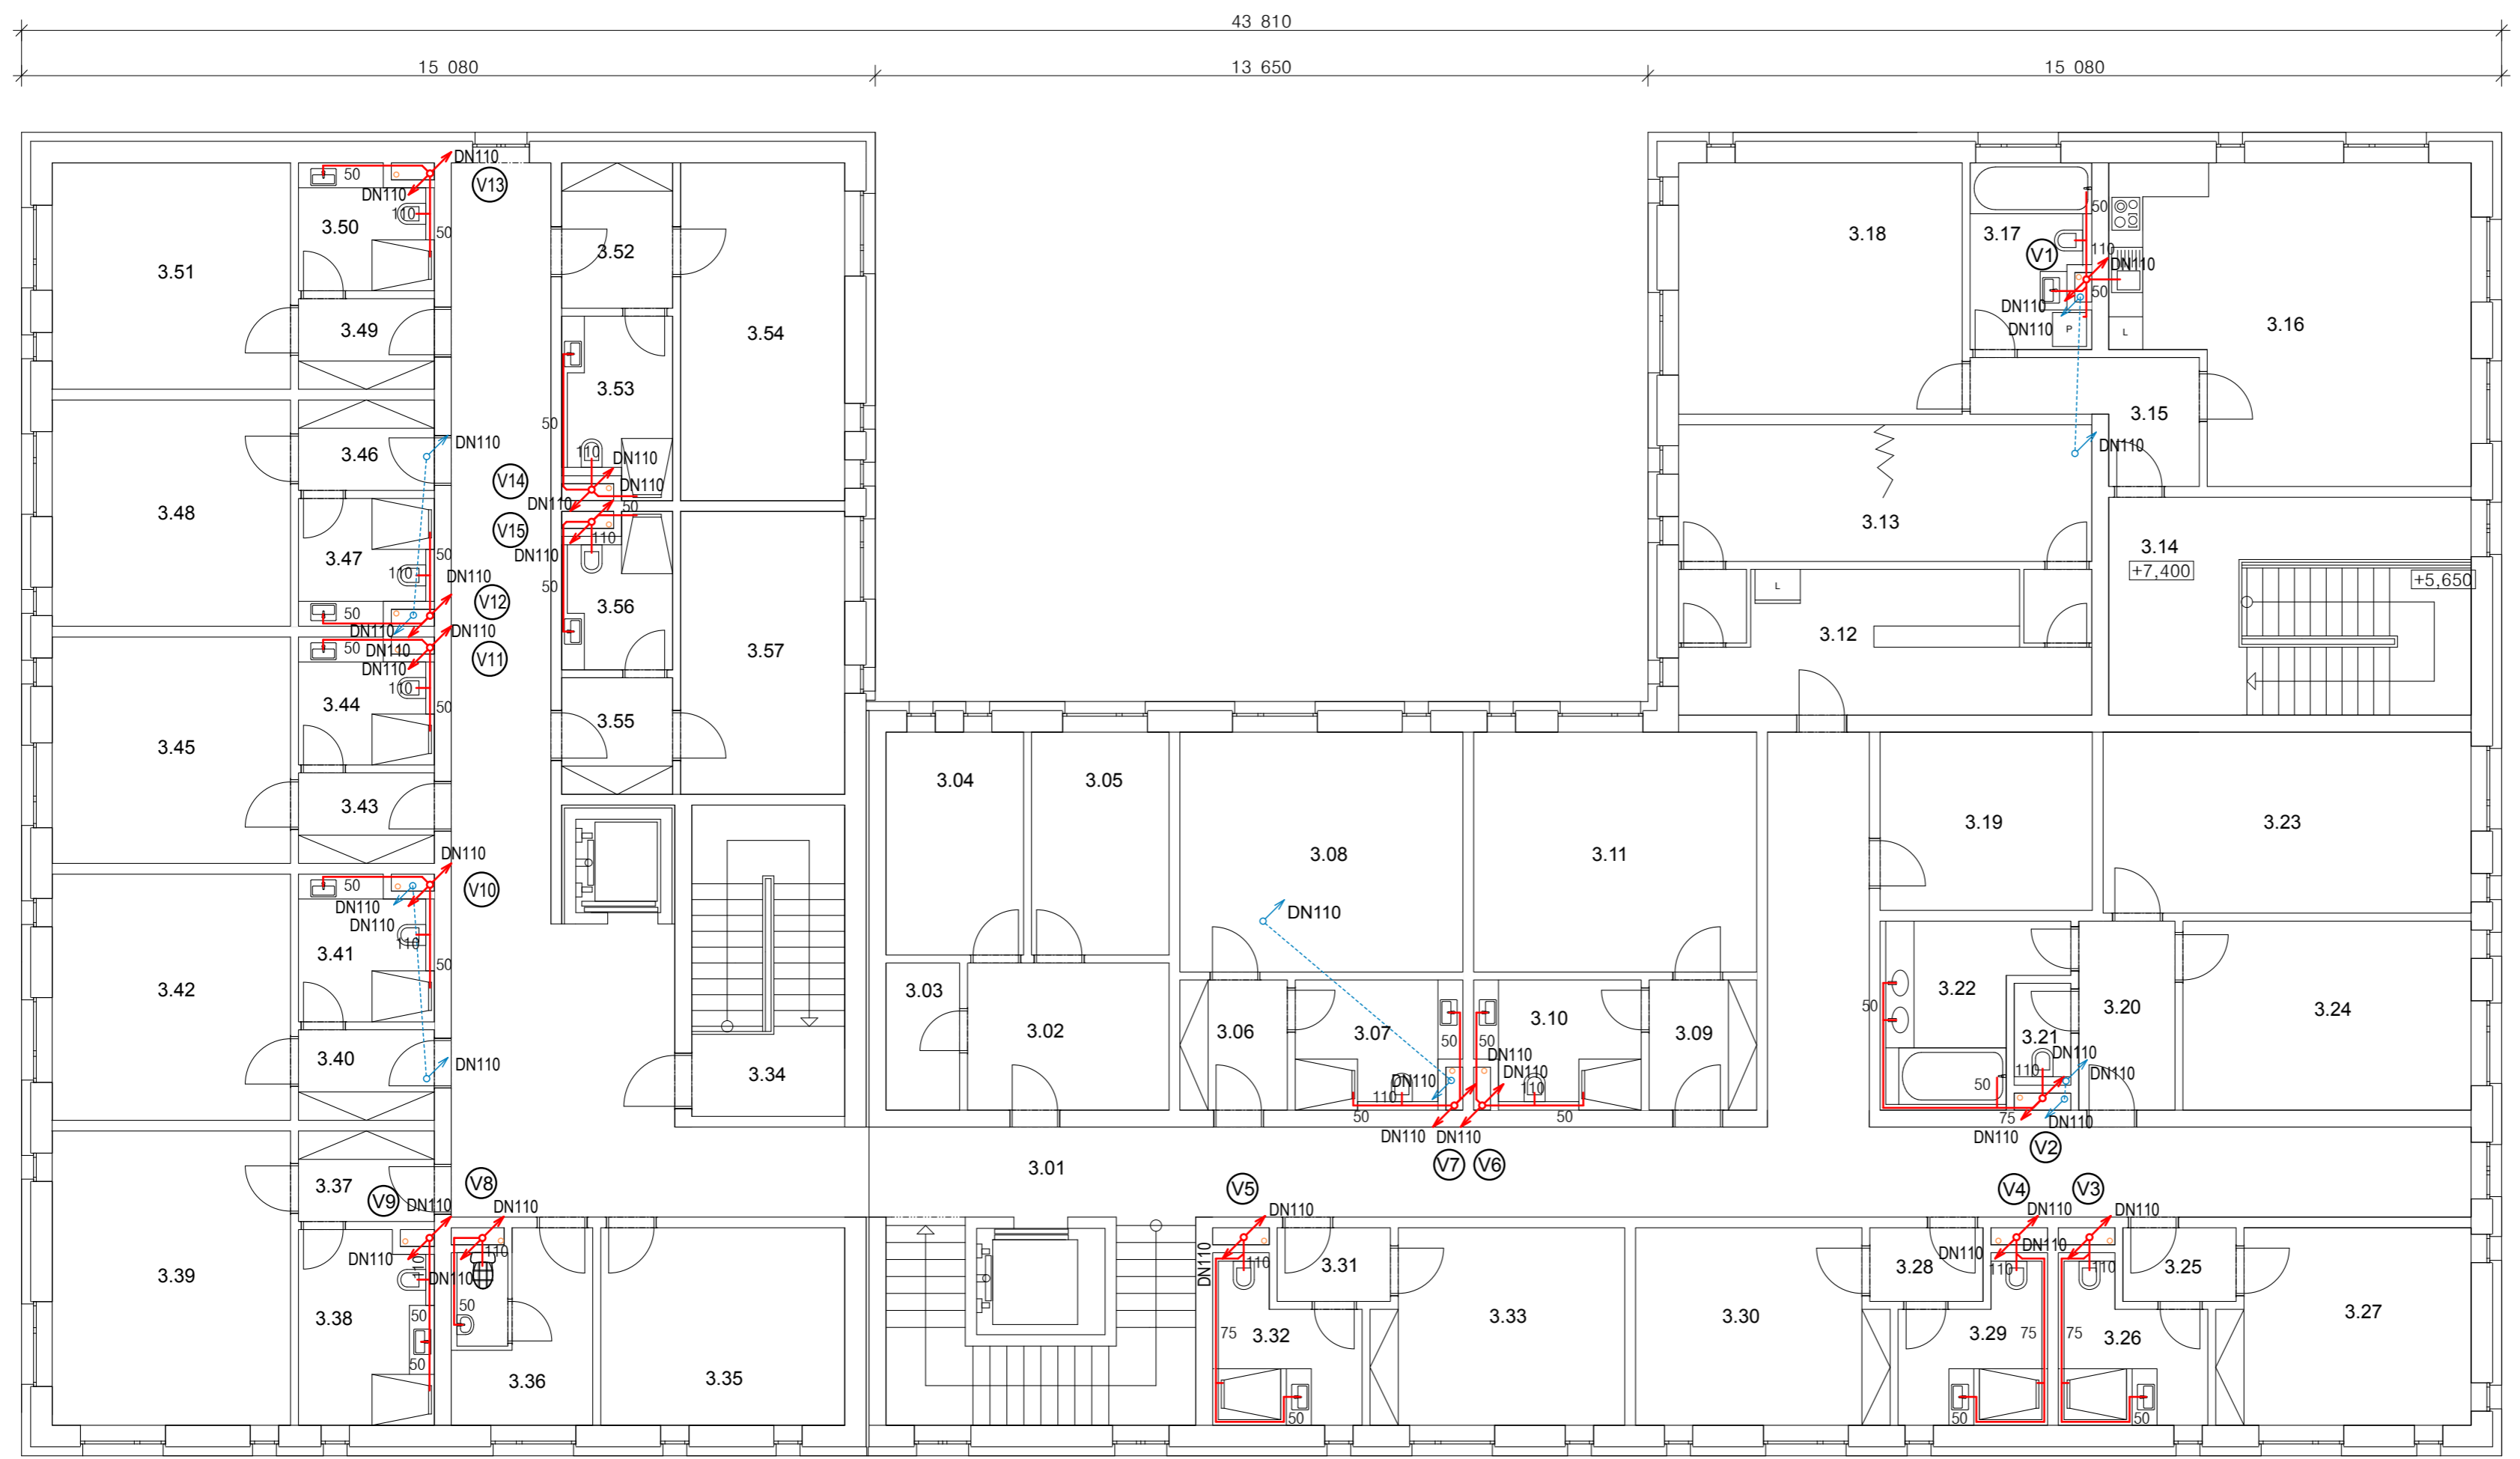 43 810
15 080
13 650
15 080
DN110
50
V13
DN110
110
3.50
50
3.51
3.49
3.52
3.54
3.53
50
110
DN110
V14
DN110
DN110
50
V15
110
DN110
50
3.56
3.57
3.55
3.46
DN110
3.48
3.47
50
110
DN110
V12
50
DN110
DN110
50
DN110
V11
DN110
110
3.44
50
3.45
3.43
DN110
50
V10
DN110
DN110
110
3.41
50
3.42
3.40
DN110
3.37
V9
DN110
V8
DN110
DN110
110
110
DN110
3.39
3.38
50
50
50
3.36
3.35
3.34
3.18
3.17
50
V1
110
DN110
DN110
50
DN110
P
L
3.16
3.15
DN110
3.13
3.14
+7,400
+5,650
L
3.12
3.04
3.05
3.08
3.11
DN110
3.03
3.02
3.06
3.07
50
3.10
50
3.09
DN110
DN110
DN110
110
110
50
50
DN110
DN110
V7
V6
3.01
3.19
3.23
3.22
50
3.21
3.20
3.24
DN110
110
DN110
50
75
DN110
DN110
V2
V5
DN110
DN110
110
3.31
75
3.32
50
3.33
3.30
V4
DN110
V3
DN110
3.28
DN110
DN110
110
110
3.25
3.29
75
75
3.26
3.27
50
50